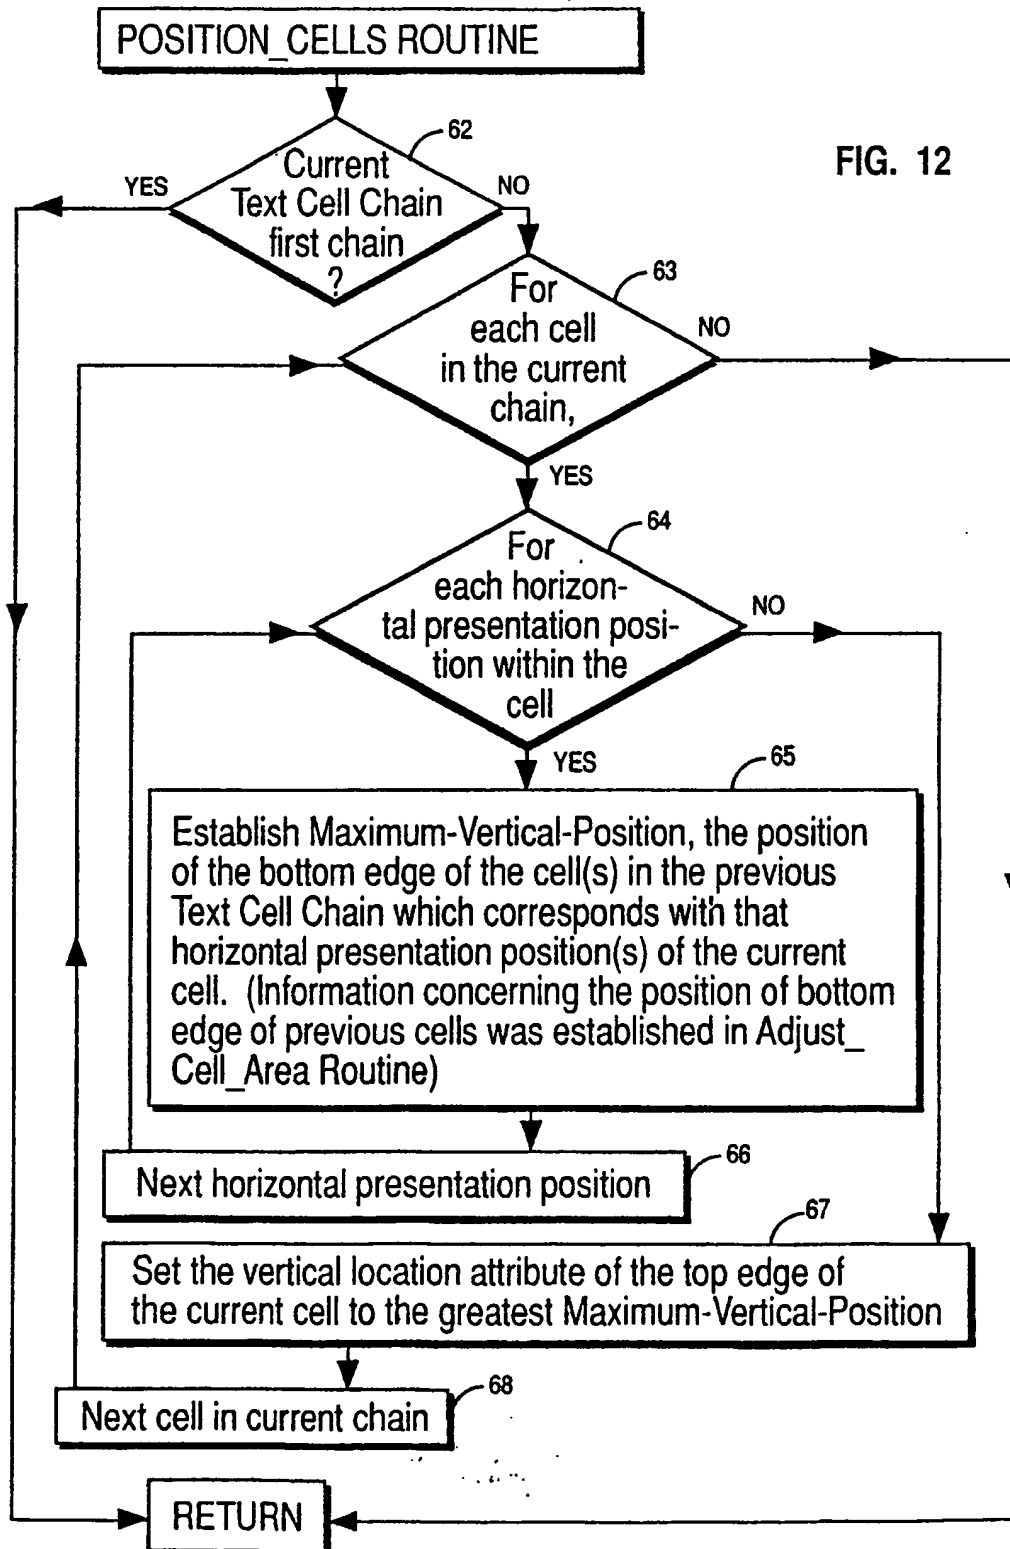 POSITION_CELLS ROUTINE
62
FIG. 12
Current
Text Cell Chain
first chain
?
YES
NO
63
For
each cell
in the current
chain,
NO
YES
64
For
each horizon-
tal presentation posi-
tion within the
cell
NO
YES
65
Establish Maximum-Vertical-Position, the position
of the bottom edge of the cell(s) in the previous
Text Cell Chain which corresponds with that
horizontal presentation position(s) of the current
cell. (Information concerning the position of bottom
edge of previous cells was established in Adjust_
Cell_Area Routine)
66
Next horizontal presentation position
67
Set the vertical location attribute of the top edge of
the current cell to the greatest Maximum-Vertical-Position
68
Next cell in current chain
RETURN